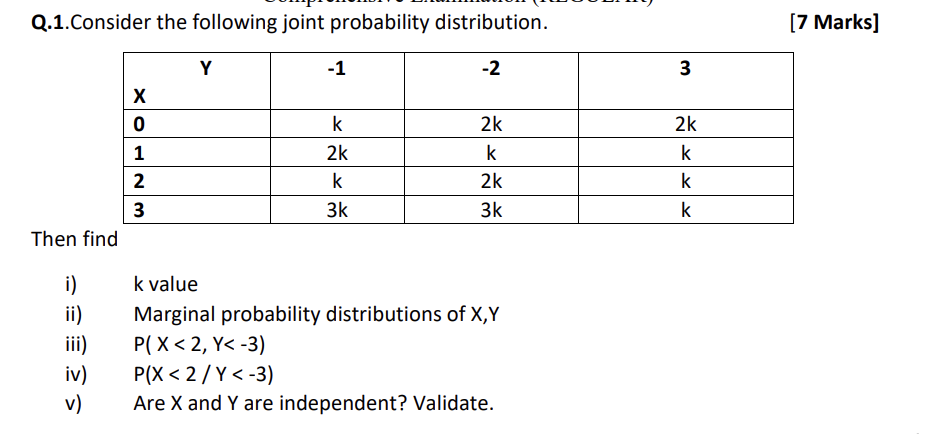 Q.1.Consider the following joint probability distribution. [7 Marks]
Y -1 -2 3
X
0 k 2k 2k
1 2k k k
2 k 2k k
3 3k 3k k
Then find
i) k value
ii) Marginal probability distributions of X,Y
iii) P( X < 2, Y< -3)
iv) P(X < 2 / Y < -3)
v) Are X and Y are independent? Validate.